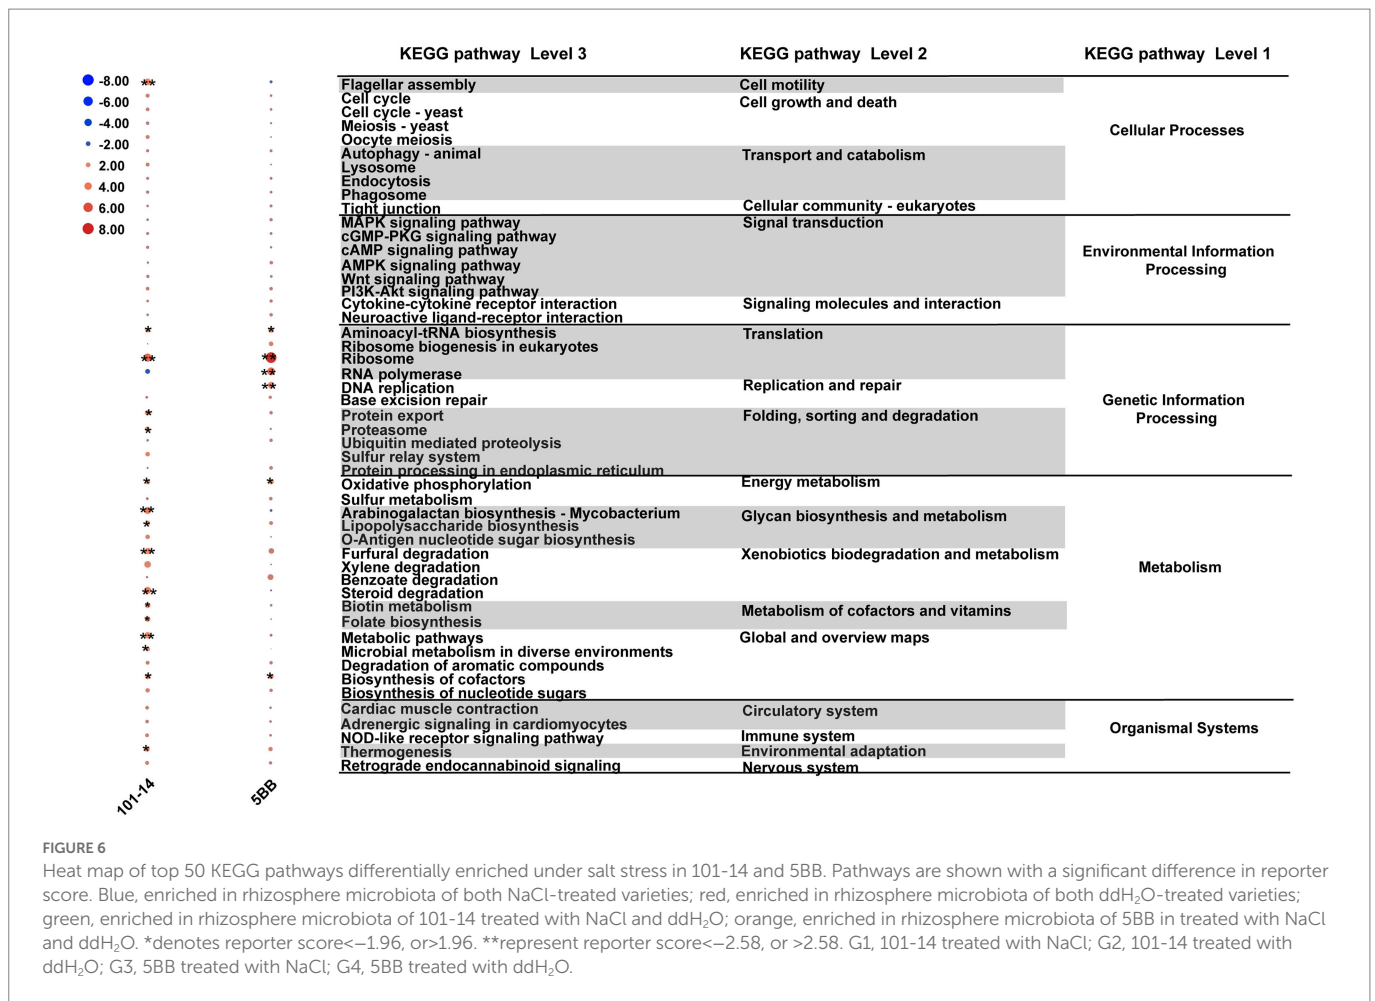 KEGG pathway Level 3
KEGG pathway Level 2
KEGG pathway Level 1
-8.00
-6.00
-4.00
-2.00
2.00
4.00
6.00
8.00
**
*
*
**
**
**
**
*
*
*
*
**
*
**
**
*
*
**
*
*
*
*
101-14
5BB
Flagellar assembly
Cell cycle
Cell cycle - yeast
Meiosis - yeast
Oocyte meiosis
Autophagy - animal
Lysosome
Endocytosis
Phagosome
Tight junction
MAPK signaling pathway
cGMP-PKG signaling pathway
cAMP signaling pathway
AMPK signaling pathway
Wnt signaling pathway
PI3K-Akt signaling pathway
Cytokine-cytokine receptor interaction
Neuroactive ligand-receptor interaction
Aminoacyl-tRNA biosynthesis
Ribosome biogenesis in eukaryotes
Ribosome
RNA polymerase
DNA replication
Base excision repair
Protein export
Proteasome
Ubiquitin mediated proteolysis
Sulfur relay system
Protein processing in endoplasmic reticulum
Oxidative phosphorylation
Sulfur metabolism
Arabinogalactan biosynthesis - Mycobacterium
Lipopolysaccharide biosynthesis
O-Antigen nucleotide sugar biosynthesis
Furfural degradation
Xylene degradation
Benzoate degradation
Steroid degradation
Biotin metabolism
Folate biosynthesis
Metabolic pathways
Microbial metabolism in diverse environments
Degradation of aromatic compounds
Biosynthesis of cofactors
Biosynthesis of nucleotide sugars
Cardiac muscle contraction
Adrenergic signaling in cardiomyocytes
NOD-like receptor signaling pathway
Thermogenesis
Retrograde endocannabinoid signaling
Cell motility
Cell growth and death
Transport and catabolism
Cellular community - eukaryotes
Signal transduction
Signaling molecules and interaction
Translation
Replication and repair
Folding, sorting and degradation
Energy metabolism
Glycan biosynthesis and metabolism
Xenobiotics biodegradation and metabolism
Metabolism of cofactors and vitamins
Global and overview maps
Circulatory system
Immune system
Environmental adaptation
Nervous system
Cellular Processes
Environmental Information
Processing
Genetic Information
Processing
Metabolism
Organismal Systems
FIGURE 6
Heat map of top 50 KEGG pathways differentially enriched under salt stress in 101-14 and 5BB. Pathways are shown with a significant difference in reporter
score. Blue, enriched in rhizosphere microbiota of both NaCl-treated varieties; red, enriched in rhizosphere microbiota of both ddH₂O-treated varieties;
green, enriched in rhizosphere microbiota of 101-14 treated with NaCl and ddH₂O; orange, enriched in rhizosphere microbiota of 5BB in treated with NaCl
and ddH₂O. *denotes reporter score<−1.96, or>1.96. **represent reporter score<−2.58, or >2.58. G1, 101-14 treated with NaCl; G2, 101-14 treated with
ddH₂O; G3, 5BB treated with NaCl; G4, 5BB treated with ddH₂O.